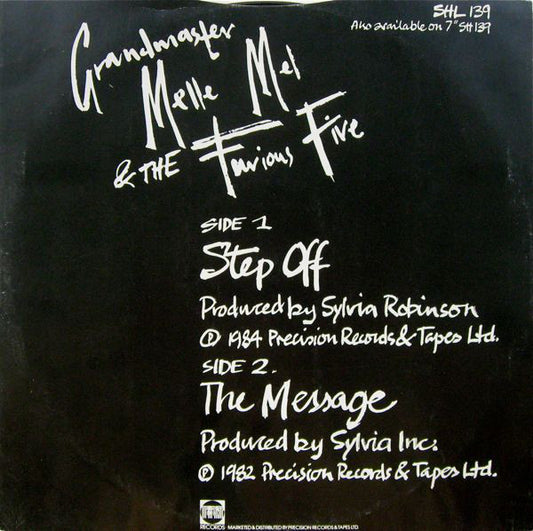 SHL 139
Also available on 7" SH 139
Grandmaster
Melle Mel
& THE Furious Five
SIDE 1
Step Off
Produced by Sylvia Robinson
Ⓟ 1984 Precision Records & Tapes Ltd.
SIDE 2.
The Message
Produced by Sylvia Inc.
Ⓟ 1982 Precision Records & Tapes Ltd.
RECORDS MARKETED & DISTRIBUTED BY PRECISION RECORDS & TAPES LTD.